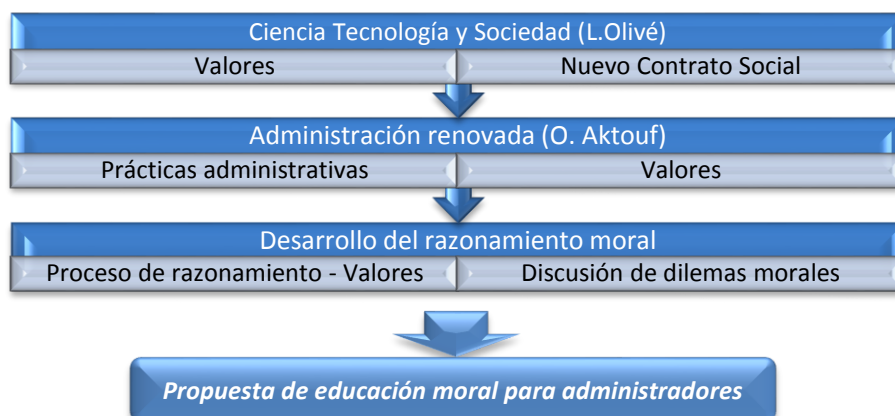 Ciencia Tecnología y Sociedad (L.Olivé)
Valores
Nuevo Contrato Social
Administración renovada (O. Aktouf)
Prácticas administrativas
Valores
Desarrollo del razonamiento moral
Proceso de razonamiento - Valores
Discusión de dilemas morales
Propuesta de educación moral para administradores